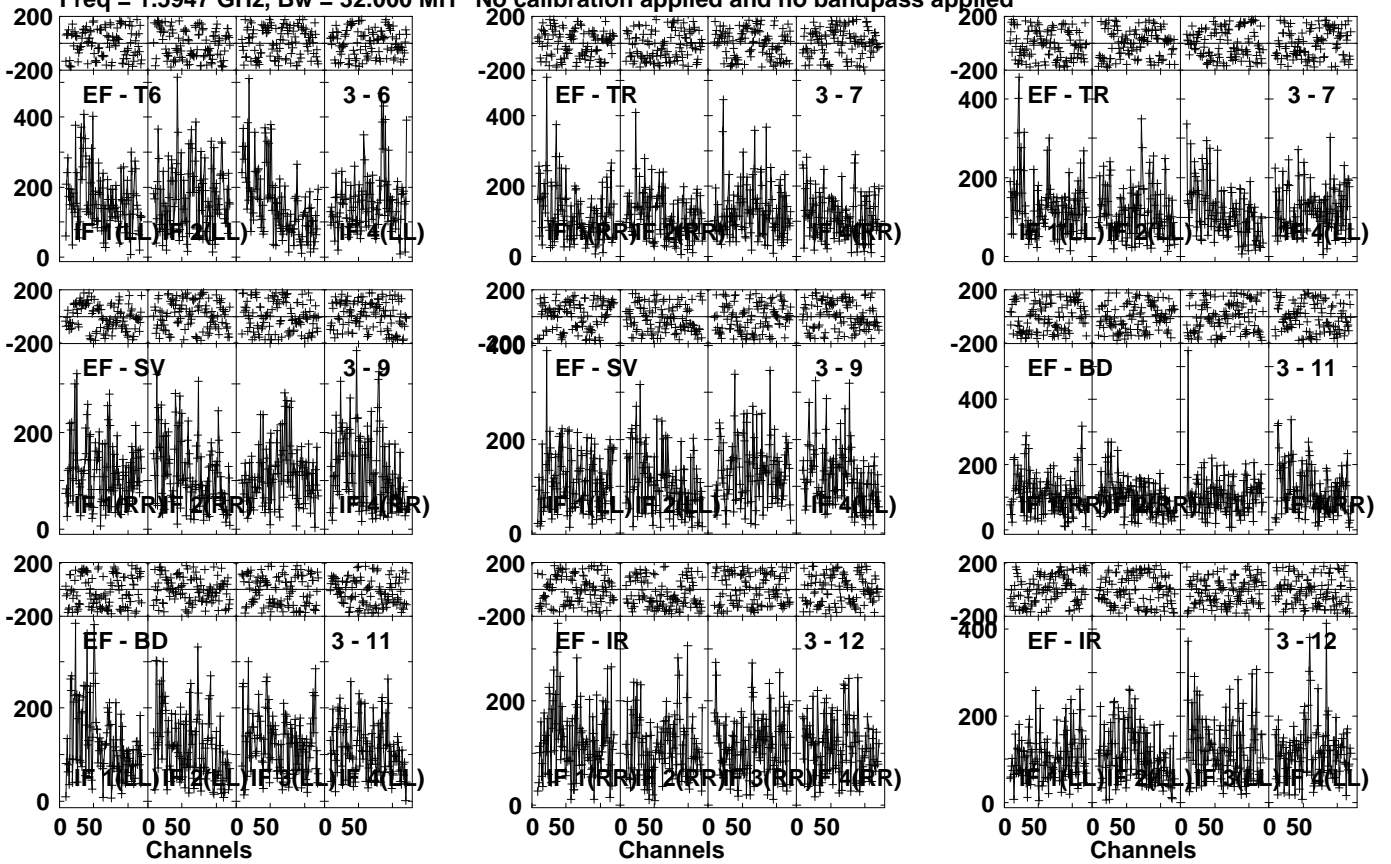 Freq = 1.5947 GHz, Bw = 32.000 MH No calibration applied and no bandpass applied
200 200 200
-200 -200
EF - T6 3 - 6 EF - TR 3 - 7 EF - TR 3 - 7
400 400 400
200 200 200
IF 1(LL) IF 2(LL) IF 4(LL) IF 1(RR) IF 2(RR) IF 4(RR) IF 1(LL) IF 2(LL) IF 4(LL)
0 0 0
200 200 200
-200 -200 -200
400
EF - SV 3 - 9 EF - SV 3 - 9 EF - BD 3 - 11
400
200 200 200
IF 1(RR) IF 2(RR) IF 4(RR) IF 1(LL) IF 2(LL) IF 4(LL) IF 1(RR) IF 2(RR) IF 4(RR)
0 0 0
200 200 200
-200 -200 -200
400
EF - BD 3 - 11 EF - IR 3 - 12 EF - IR 3 - 12
200 200 200
IF 1(LL) IF 2(LL) IF 3(LL) IF 4(LL) IF 1(RR) IF 2(RR) IF 3(RR) IF 4(RR) IF 1(LL) IF 2(LL) IF 3(LL) IF 4(LL)
0 0 0
0 50 0 50 0 50 0 50 0 50 0 50 0 50 0 50 0 50 0 50 0 50 0 50
Channels Channels Channels